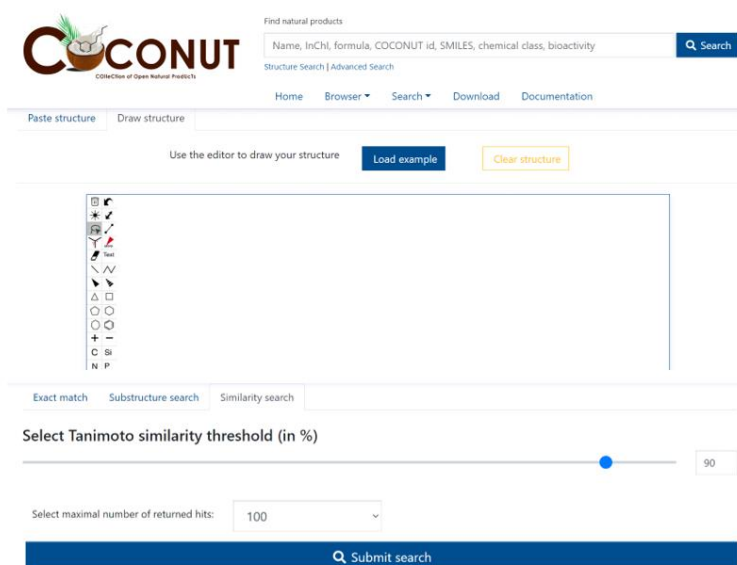 Find natural products
COCONUT
COlleCtion of Open Natural ProdUcTs
Name, InChI, formula, COCONUT id, SMILES, chemical class, bioactivity
Search
Structure Search | Advanced Search
Home Browser Search Download Documentation
Paste structure Draw structure
Use the editor to draw your structure Load example Clear structure
Text
C Si
N P
Exact match Substructure search Similarity search
Select Tanimoto similarity threshold (in %)
90
Select maximal number of returned hits: 100
Submit search